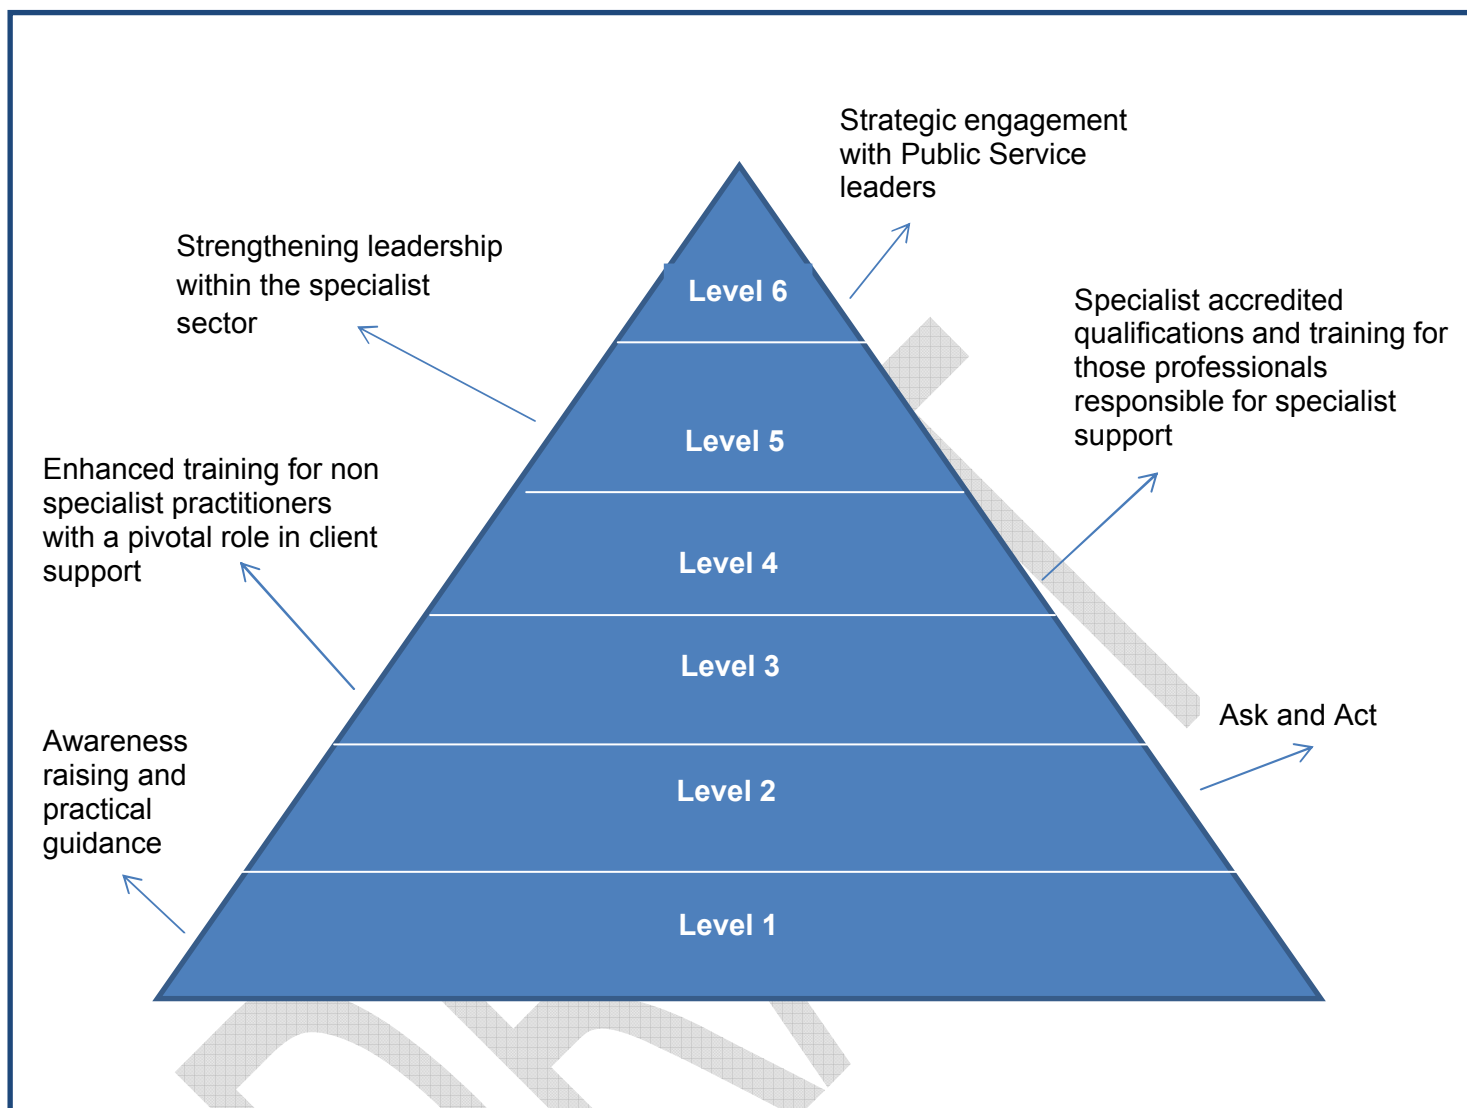 Strategic engagement
with Public Service
leaders
Strengthening leadership
within the specialist
sector
Level 6
Specialist accredited
qualifications and training for
those professionals
responsible for specialist
support
Level 5
Enhanced training for non
specialist practitioners
with a pivotal role in client
support
Level 4
Level 3
Ask and Act
Awareness
raising and
practical
guidance
Level 2
Level 1